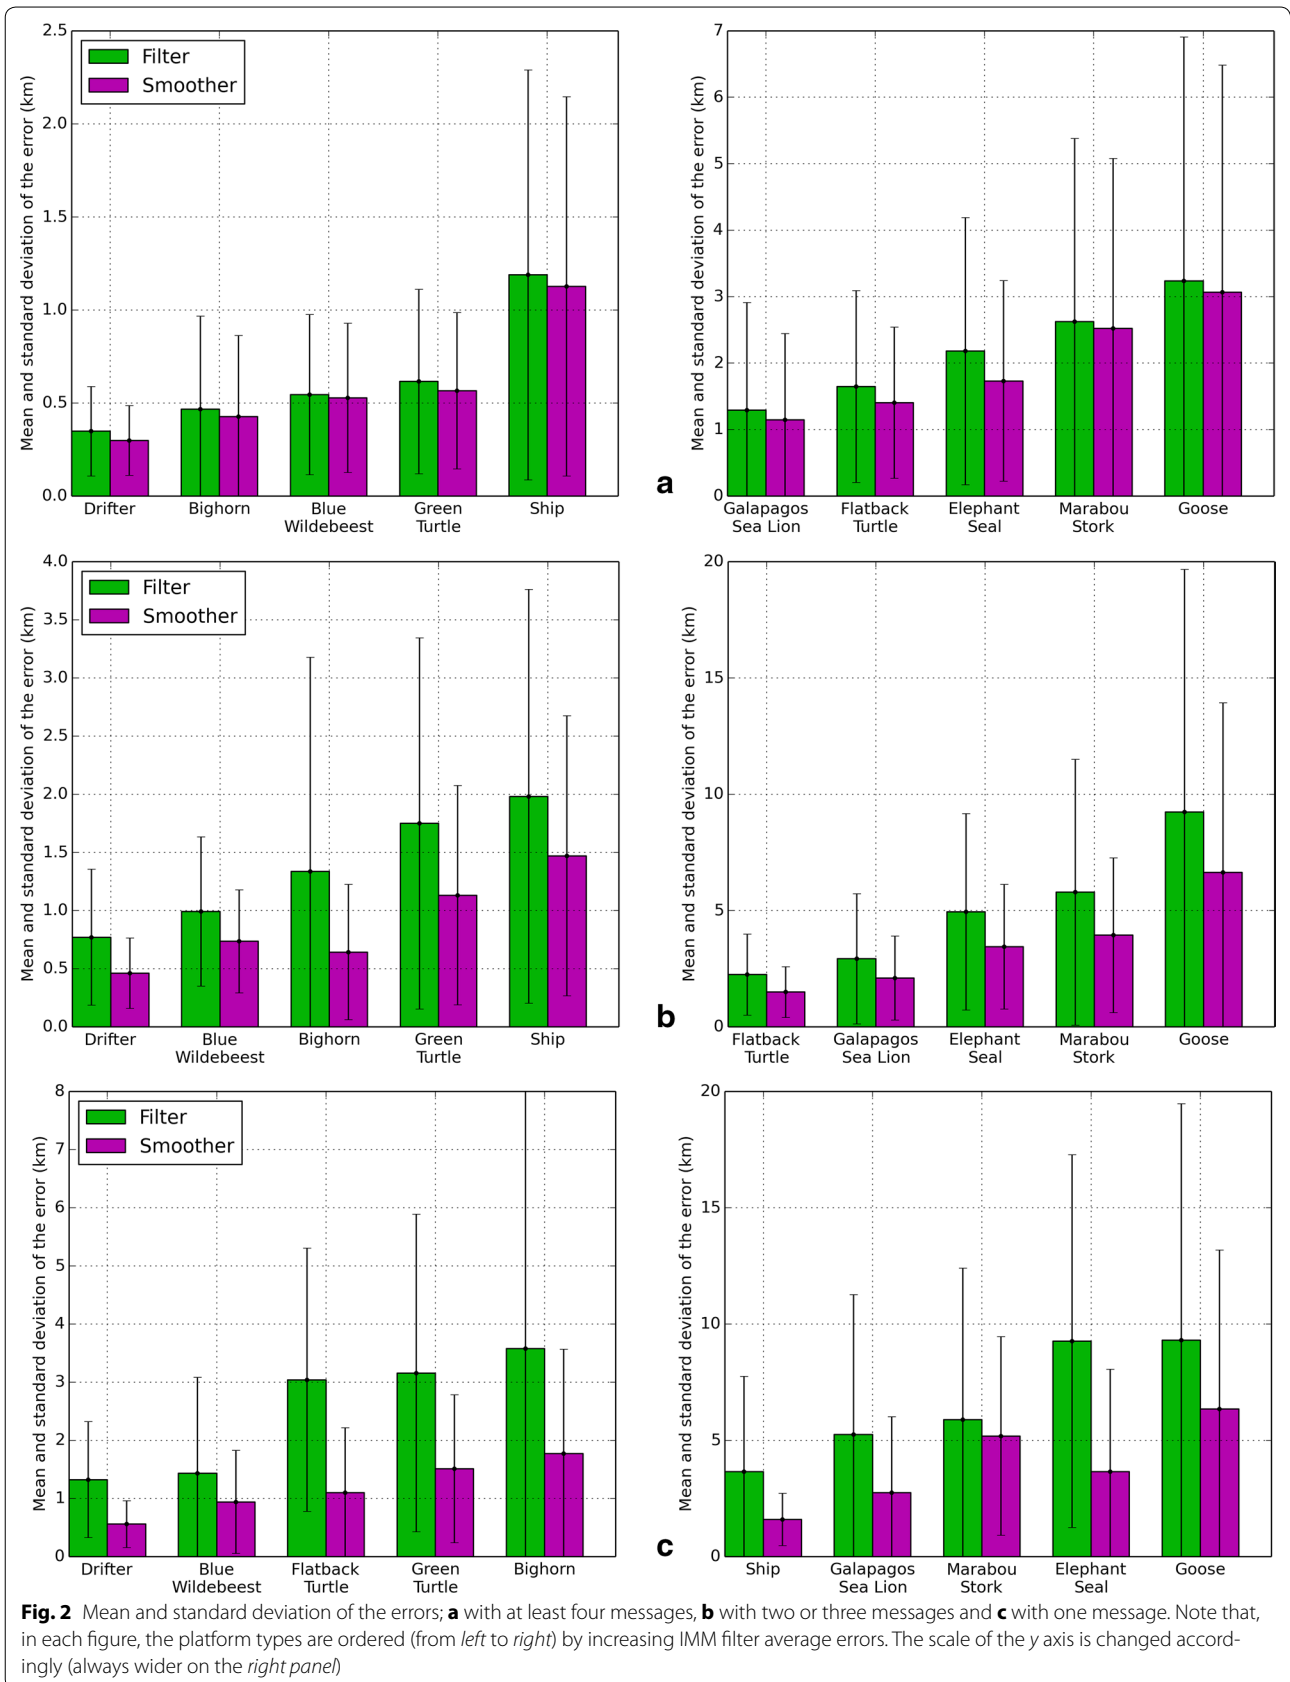 Filter
Smoother
Mean and standard deviation of the error (km)
2.5
2.0
1.5
1.0
0.5
0.0
Drifter
Bighorn
Blue
Wildebeest
Green
Turtle
Ship
Mean and standard deviation of the error (km)
7
6
5
4
3
2
1
0
Galapagos
Sea Lion
Flatback
Turtle
Elephant
Seal
Marabou
Stork
Goose
a
Filter
Smoother
Mean and standard deviation of the error (km)
4.0
3.5
3.0
2.5
2.0
1.5
1.0
0.5
0.0
Drifter
Blue
Wildebeest
Bighorn
Green
Turtle
Ship
Mean and standard deviation of the error (km)
20
15
10
5
0
Flatback
Turtle
Galapagos
Sea Lion
Elephant
Seal
Marabou
Stork
Goose
b
Filter
Smoother
Mean and standard deviation of the error (km)
8
7
6
5
4
3
2
1
0
Drifter
Blue
Wildebeest
Flatback
Turtle
Green
Turtle
Bighorn
Mean and standard deviation of the error (km)
20
15
10
5
0
Ship
Galapagos
Sea Lion
Marabou
Stork
Elephant
Seal
Goose
c
Fig. 2 Mean and standard deviation of the errors; a with at least four messages, b with two or three messages and c with one message. Note that,
in each figure, the platform types are ordered (from left to right) by increasing IMM filter average errors. The scale of the y axis is changed accord-
ingly (always wider on the right panel)